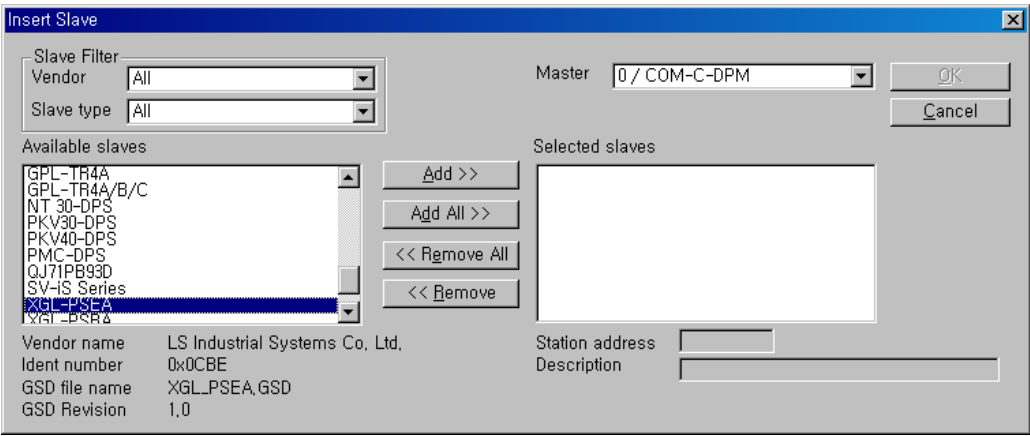 Insert Slave
Slave Filter
Vendor All
Slave type All
Master 0 / COM-C-DPM
OK
Cancel
Available slaves
GPL-TR4A
GPL-TR4A/B/C
NT 30-DPS
PKV30-DPS
PKV40-DPS
PMC-DPS
QJ71PB93D
SV-iS Series
XGL-PSEA
XGL-PSRA
Add >>
Add All >>
<< Remove All
<< Remove
Selected slaves
Vendor name LS Industrial Systems Co, Ltd,
Ident number 0x0CBE
GSD file name XGL_PSEA,GSD
GSD Revision 1,0
Station address
Description